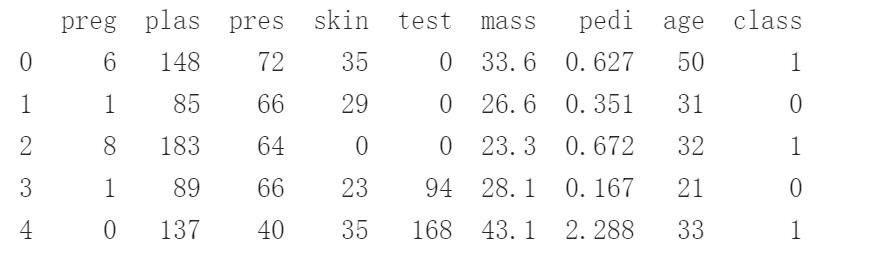 preg plas pres skin test mass pedi age class
0 6 148 72 35 0 33.6 0.627 50 1
1 1 85 66 29 0 26.6 0.351 31 0
2 8 183 64 0 0 23.3 0.672 32 1
3 1 89 66 23 94 28.1 0.167 21 0
4 0 137 40 35 168 43.1 2.288 33 1